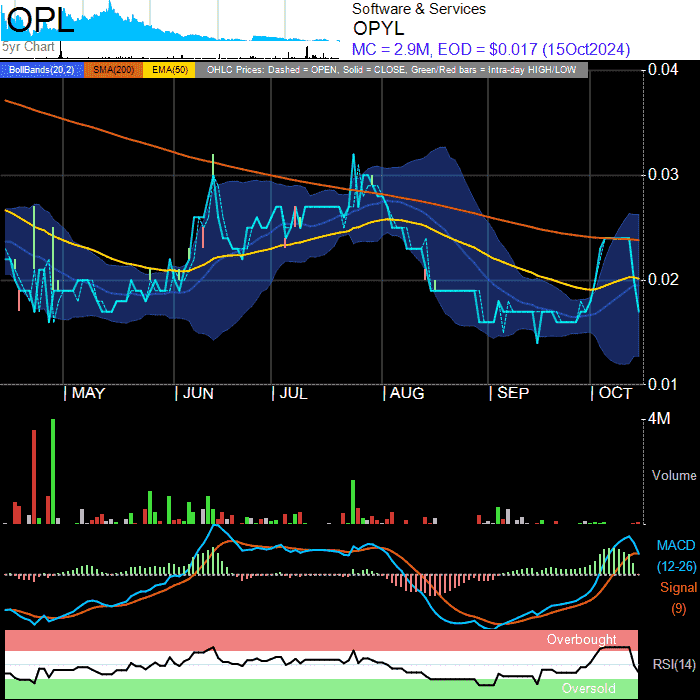 OPL
5yr Chart
Software & Services
OPYL
MC = 2.9M, EOD = $0.017 (15Oct2024)
BollBands(20,2) SMA(200) EMA(50) OHLC Prices: Dashed = OPEN, Solid = CLOSE, Green/Red bars = Intra-day HIGH/LOW
0.04
0.03
0.02
0.01
MAY JUN JUL AUG SEP OCT
4M
Volume
MACD
(12-26)
Signal
(9)
Overbought
RSI(14)
Oversold